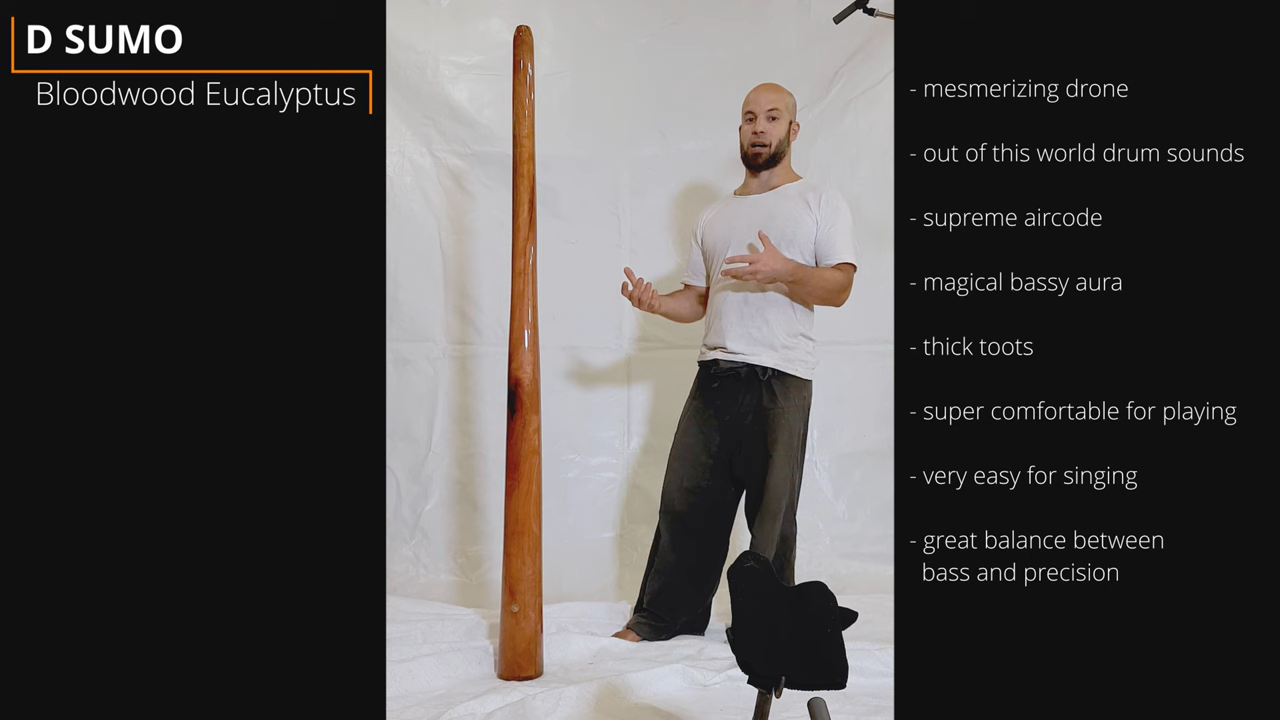 D SUMO
Bloodwood Eucalyptus
- mesmerizing drone
- out of this world drum sounds
- supreme aircode
- magical bassy aura
- thick toots
- super comfortable for playing
- very easy for singing
- great balance between
bass and precision